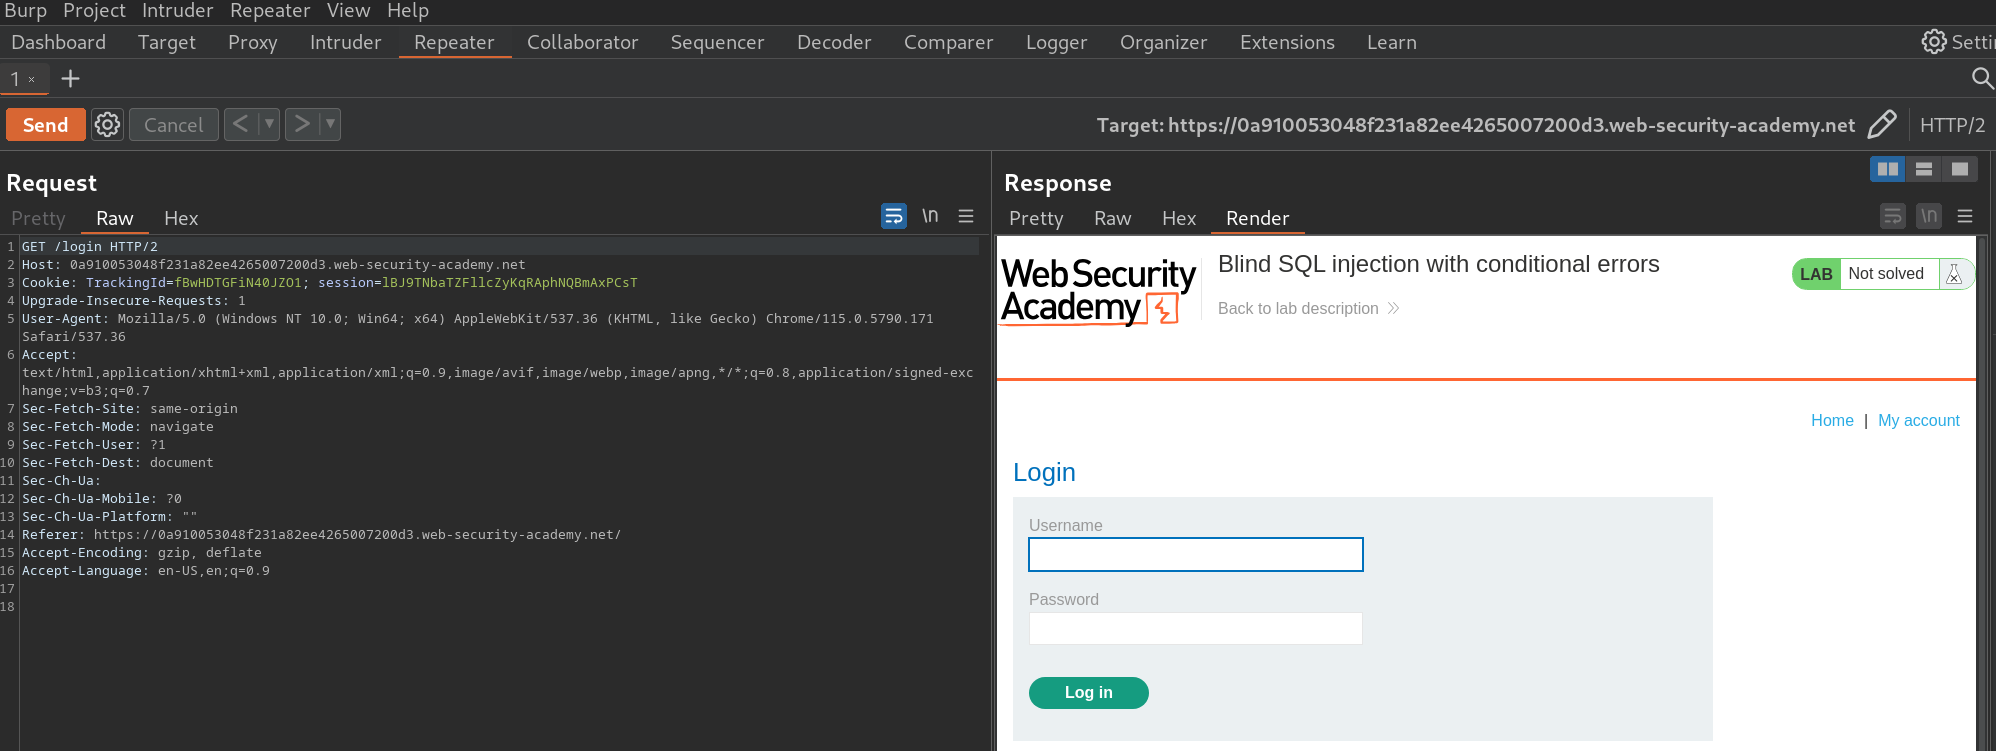 Burp Project Intruder Repeater View Help
Dashboard Target Proxy Intruder Repeater Collaborator Sequencer Decoder Comparer Logger Organizer Extensions Learn Settin
1 × +
Send Cancel < > Target: https://0a910053048f231a82ee4265007200d3.web-security-academy.net HTTP/2
Request
Pretty Raw Hex \n
1 GET /login HTTP/2
2 Host: 0a910053048f231a82ee4265007200d3.web-security-academy.net
3 Cookie: TrackingId=fBwHDTGFiN40JZO1; session=lBJ9TNbaTZFllcZyKqRAphNQBmAxPCsT
4 Upgrade-Insecure-Requests: 1
5 User-Agent: Mozilla/5.0 (Windows NT 10.0; Win64; x64) AppleWebKit/537.36 (KHTML, like Gecko) Chrome/115.0.5790.171
Safari/537.36
6 Accept:
text/html,application/xhtml+xml,application/xml;q=0.9,image/avif,image/webp,image/apng,*/*;q=0.8,application/signed-exc
hange;v=b3;q=0.7
7 Sec-Fetch-Site: same-origin
8 Sec-Fetch-Mode: navigate
9 Sec-Fetch-User: ?1
10 Sec-Fetch-Dest: document
11 Sec-Ch-Ua:
12 Sec-Ch-Ua-Mobile: ?0
13 Sec-Ch-Ua-Platform: ""
14 Referer: https://0a910053048f231a82ee4265007200d3.web-security-academy.net/
15 Accept-Encoding: gzip, deflate
16 Accept-Language: en-US,en;q=0.9
17
18
Response
Pretty Raw Hex Render \n
Web Security
Academy
Blind SQL injection with conditional errors
Back to lab description
LAB Not solved
Home | My account
Login
Username
Password
Log in